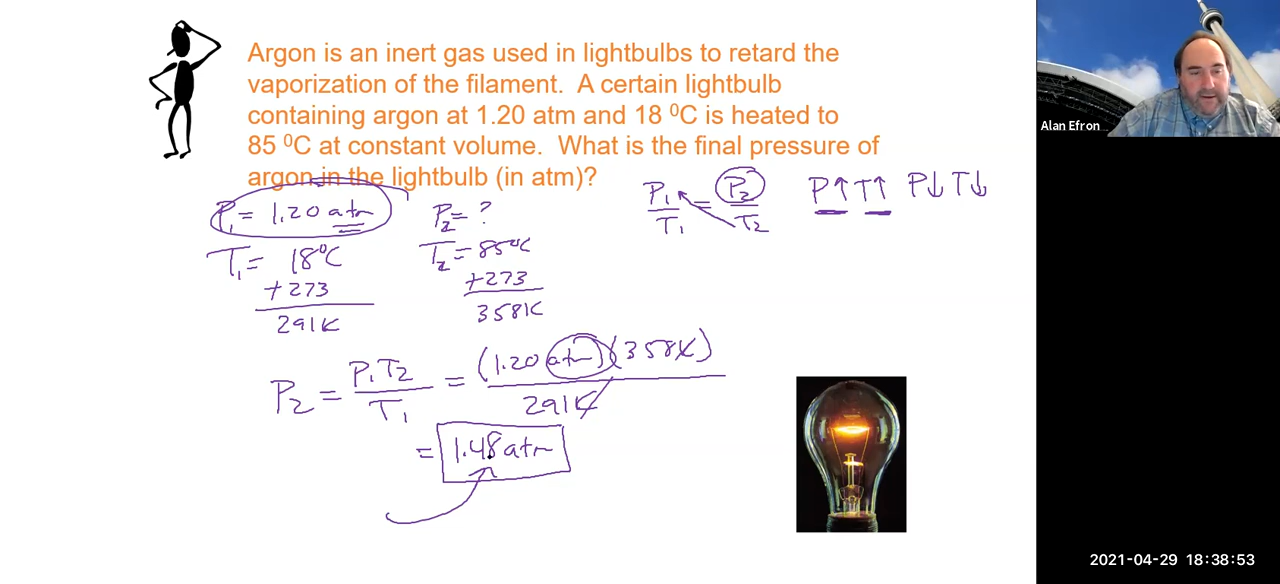 Argon is an inert gas used in lightbulbs to retard the
vaporization of the filament. A certain lightbulb
containing argon at 1.20 atm and 18 ⁰C is heated to
85 ⁰C at constant volume. What is the final pressure of
argon in the lightbulb (in atm)?
P₁ = 1.20 atm
T₁ = 18°C
+273
291K
P₂ = ?
T₂ = 85°C
+273
358K
P₁/T₁ = P₂/T₂
P↑ T↑ P↓ T↓
P₂ = P₁T₂/T₁ = (1.20 atm)(358K)/291K
= 1.48 atm
Alan Efron
2021-04-29 18:38:53